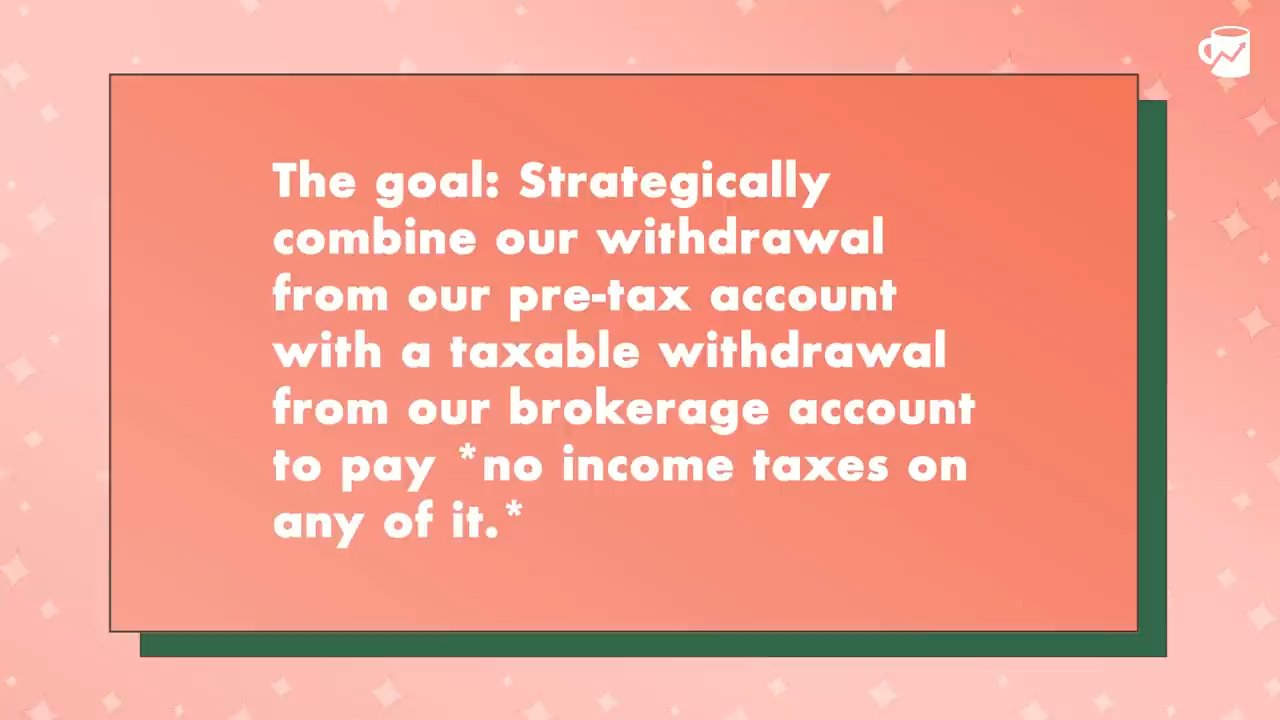 The goal: Strategically
combine our withdrawal
from our pre-tax account
with a taxable withdrawal
from our brokerage account
to pay *no income taxes on
any of it.*